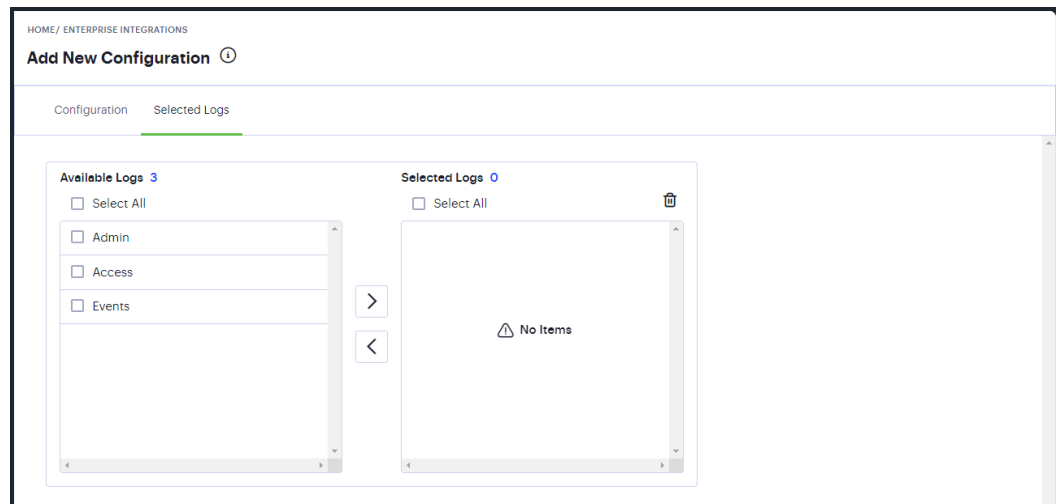 HOME/ ENTERPRISE INTEGRATIONS
Add New Configuration
Configuration Selected Logs
Available Logs 3
Select All
Admin
Access
Events
Selected Logs 0
Select All
No Items